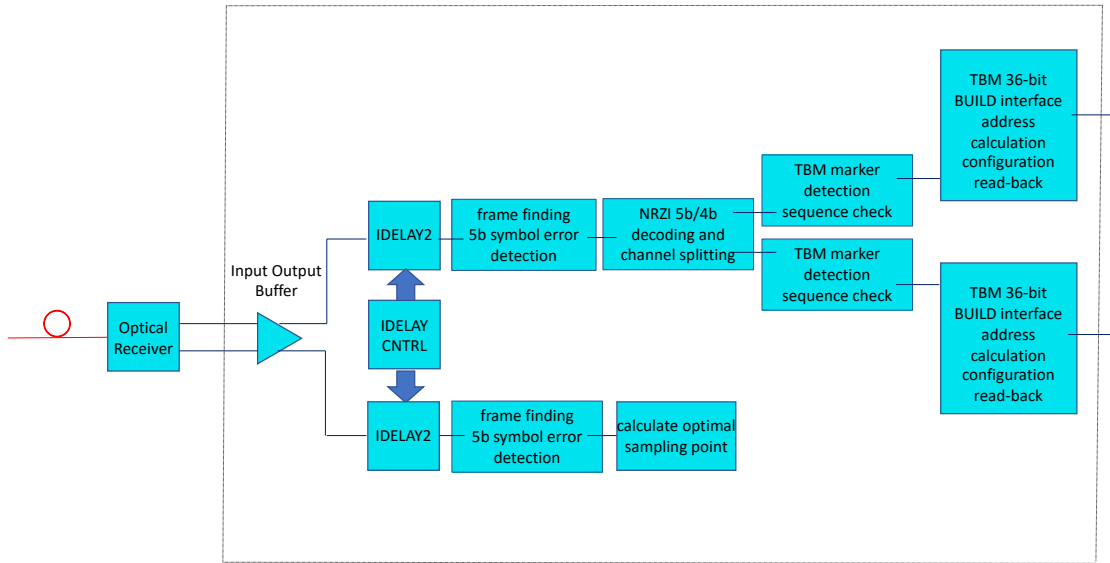 Optical
Receiver
Input Output
Buffer
IDELAY2
IDELAY
CNTRL
IDELAY2
frame finding
5b symbol error
detection
NRZI 5b/4b
decoding and
channel splitting
TBM marker
detection
sequence check
TBM 36-bit
BUILD interface
address
calculation
configuration
read-back
TBM marker
detection
sequence check
TBM 36-bit
BUILD interface
address
calculation
configuration
read-back
frame finding
5b symbol error
detection
calculate optimal
sampling point